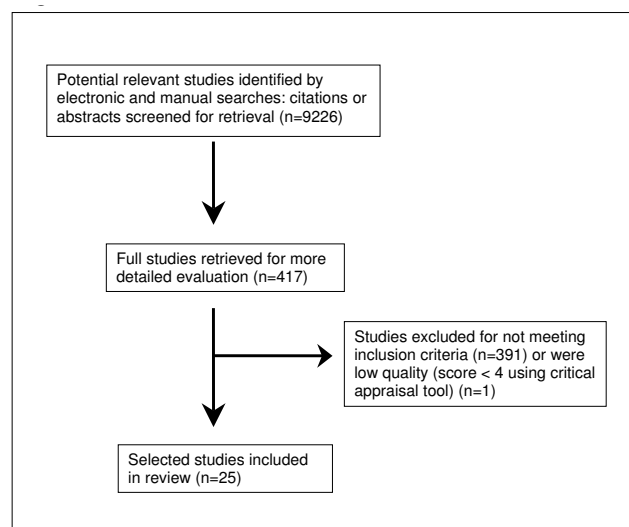 Potential relevant studies identified by
electronic and manual searches: citations or
abstracts screened for retrieval (n=9226)
Full studies retrieved for more
detailed evaluation (n=417)
Studies excluded for not meeting
inclusion criteria (n=391) or were
low quality (score < 4 using critical
appraisal tool) (n=1)
Selected studies included
in review (n=25)